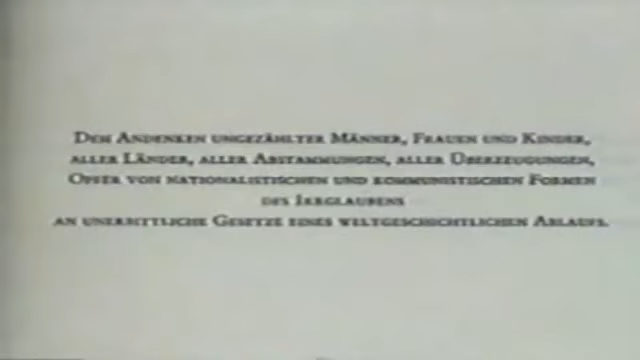 Dem Andenken ungezählter Männer, Frauen und Kinder,
aller Länder, aller Abstammungen, aller Überzeugungen,
Opfer von nationalistischen und kommunistischen Formen
des Irrglaubens
an unerbittliche Gesetze eines weltgeschichtlichen Ablaufs.